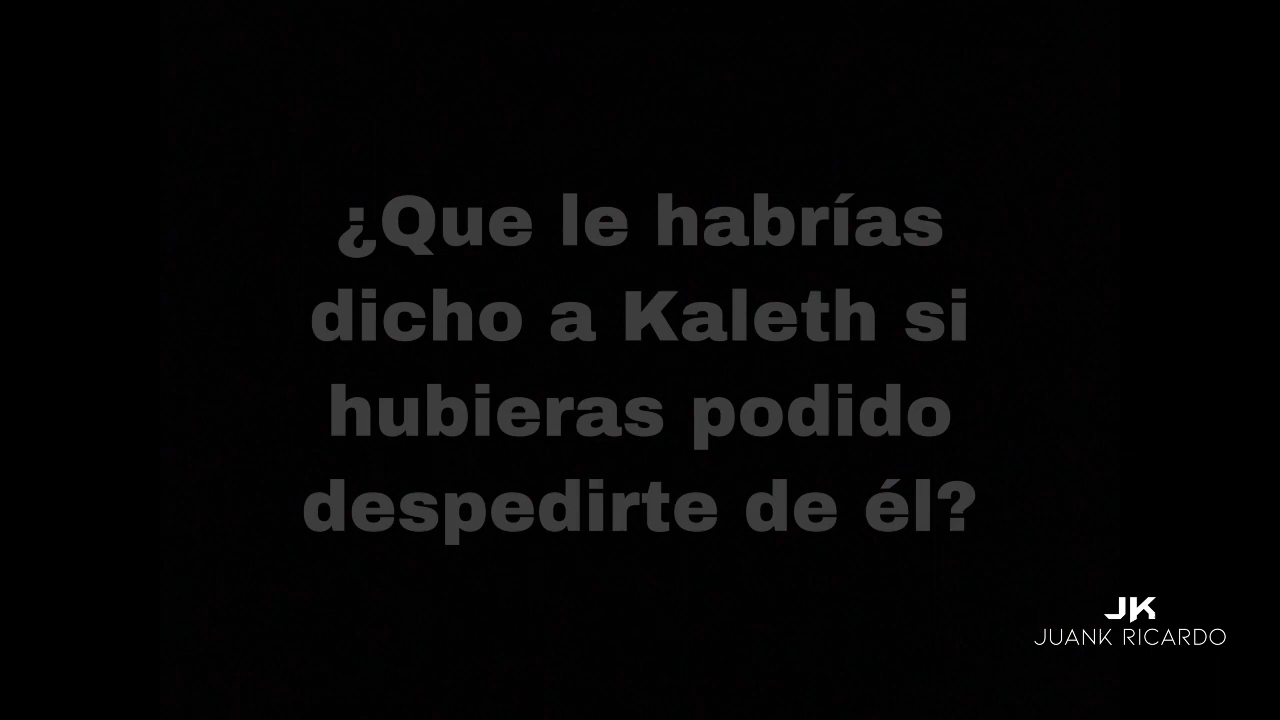 ¿Que le habrías
dicho a Kaleth si
hubieras podido
despedirte de él?
JK
JUANK RICARDO